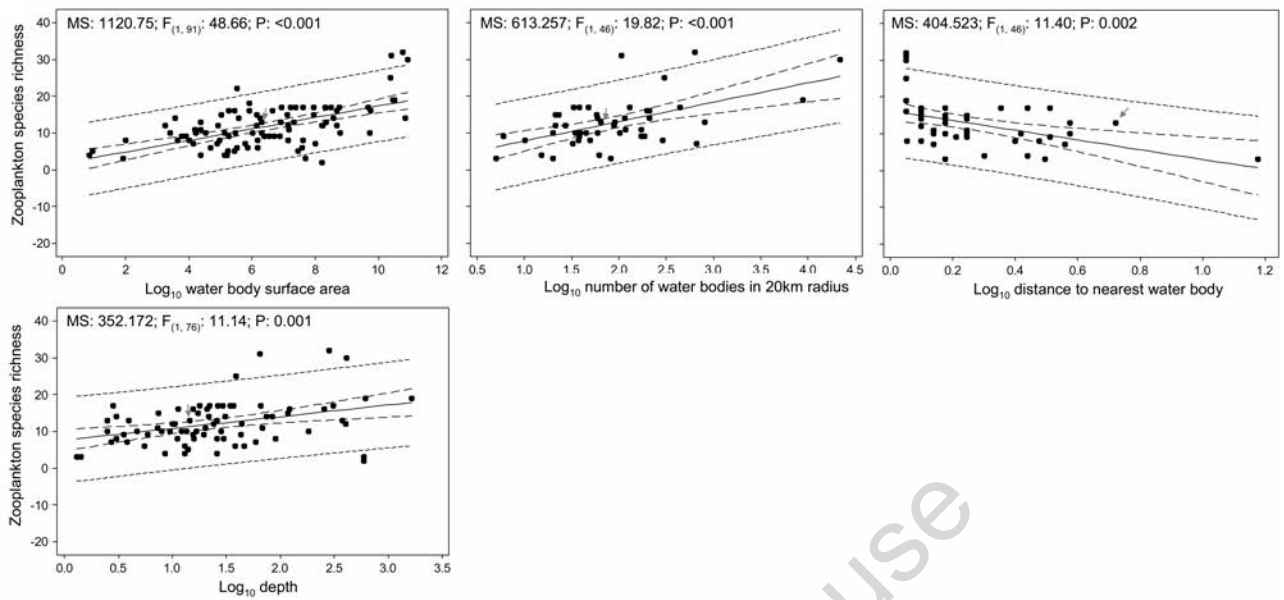 MS: 1120.75; F(1, 91): 48.66; P: <0.001
MS: 613.257; F(1, 46): 19.82; P: <0.001
MS: 404.523; F(1, 46): 11.40; P: 0.002
Zooplankton species richness
40
30
20
10
0
-10
-20
0 2 4 6 8 10 12
0.5 1.0 1.5 2.0 2.5 3.0 3.5 4.0 4.5
0.0 0.2 0.4 0.6 0.8 1.0 1.2
Log10 water body surface area
Log10 number of water bodies in 20km radius
Log10 distance to nearest water body
MS: 352.172; F(1, 76): 11.14; P: 0.001
Zooplankton species richness
40
30
20
10
0
-10
-20
0.0 0.5 1.0 1.5 2.0 2.5 3.0 3.5
Log10 depth
use